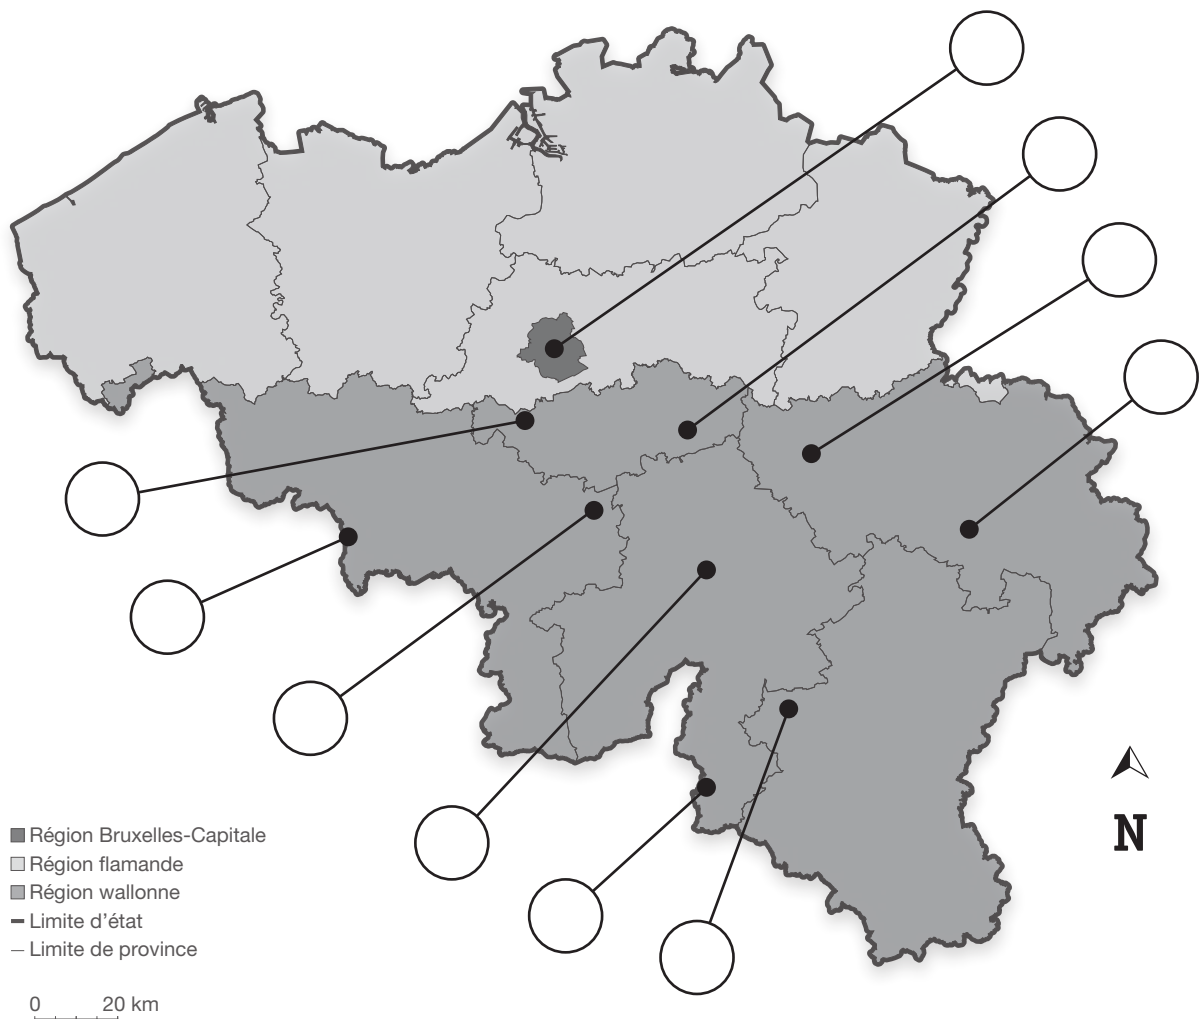 N
Région Bruxelles-Capitale
Région flamande
Région wallonne
Limite d’état
Limite de province
0 20 km